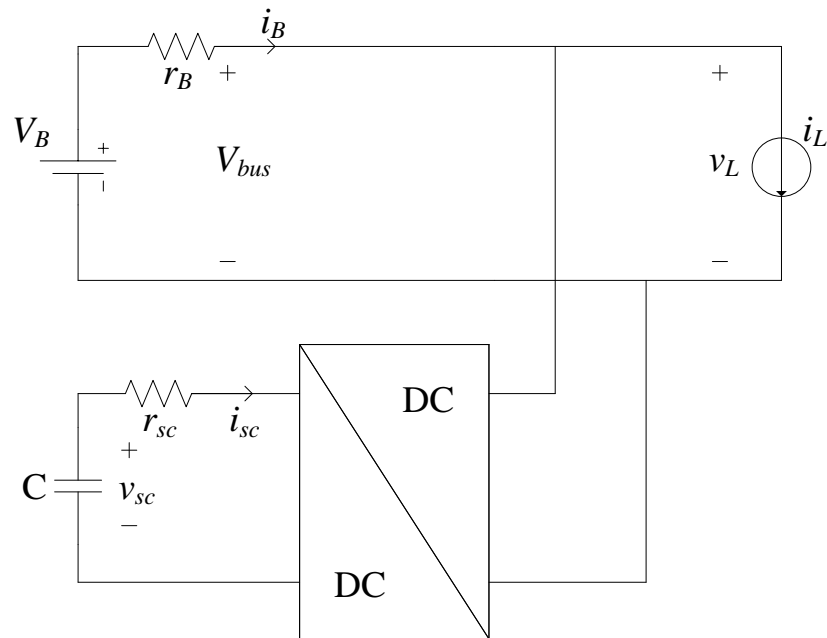 i_B
r_B
+
+
V_B
+
-
V_bus
v_L
i_L
−
−
DC
r_sc
i_sc
+
C
v_sc
−
DC